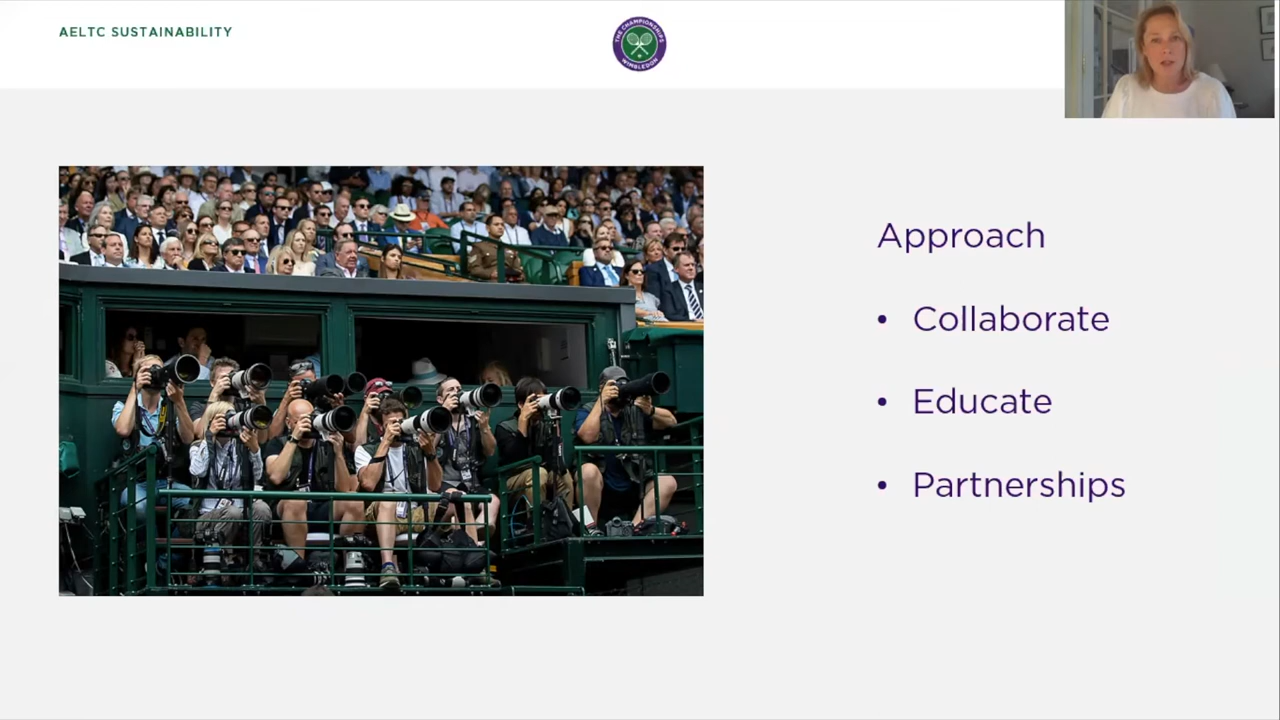 AELTC SUSTAINABILITY
THE CHAMPIONSHIPS
WIMBLEDON
Approach
• Collaborate
• Educate
• Partnerships